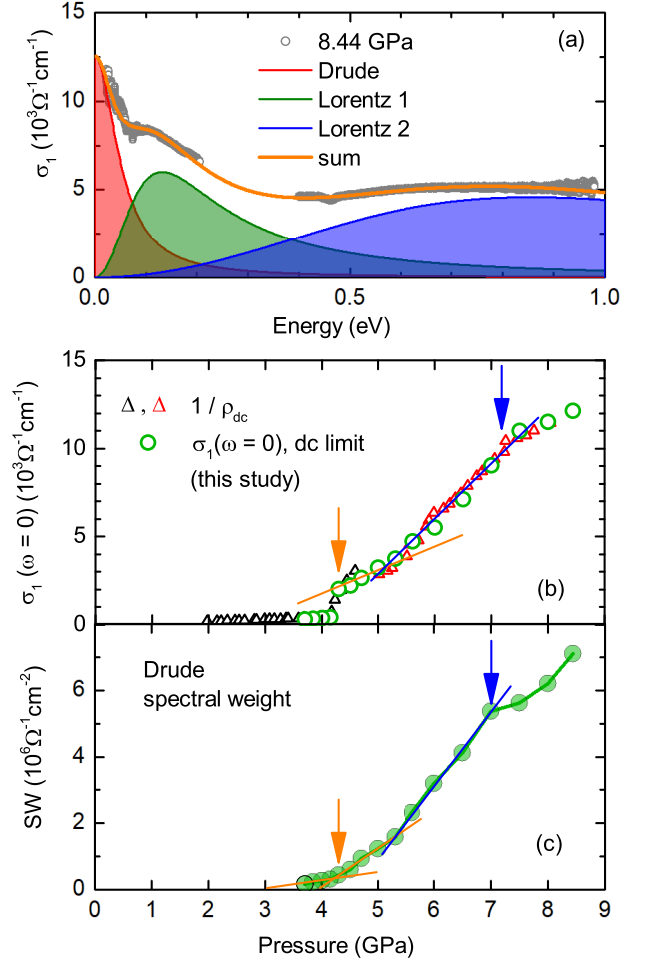 (a)
8.44 GPa
Drude
Lorentz 1
Lorentz 2
sum
σ₁ (10³Ω⁻¹cm⁻¹)
15
10
5
0
0.0
0.5
1.0
Energy (eV)
Δ , Δ 1 / ρdc
σ₁(ω = 0), dc limit
(this study)
(b)
σ₁ (ω = 0) (10³Ω⁻¹cm⁻¹)
15
10
5
0
Drude
spectral weight
(c)
SW (10⁶Ω⁻¹cm⁻²)
6
4
2
0
0 1 2 3 4 5 6 7 8 9
Pressure (GPa)